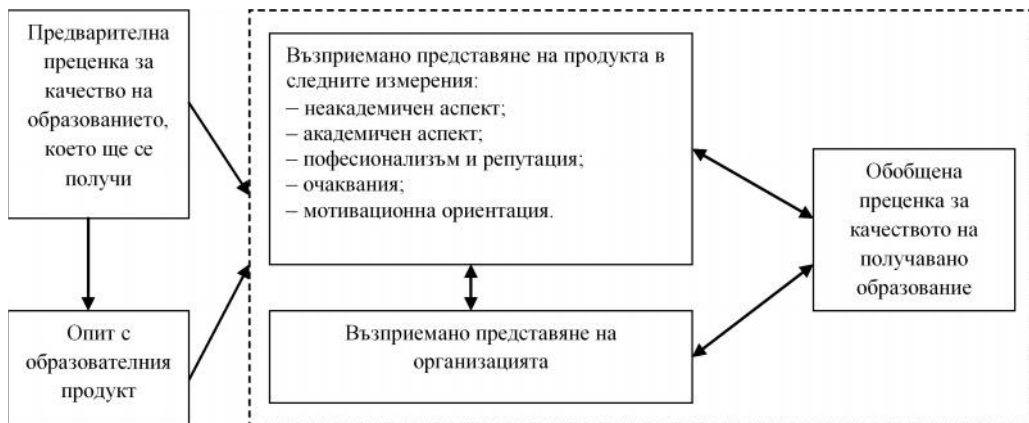 Предварителна
преценка за
качество на
образованието,
което ще се
получи
Опит с
образователния
продукт
Възприемано представяне на продукта в
следните измерения:
– неакадемичен аспект;
– академичен аспект;
– пофесионализъм и репутация;
– очаквания;
– мотивационна ориентация.
Възприемано представяне на
организацията
Обобщена
преценка за
качеството на
получавано
образование